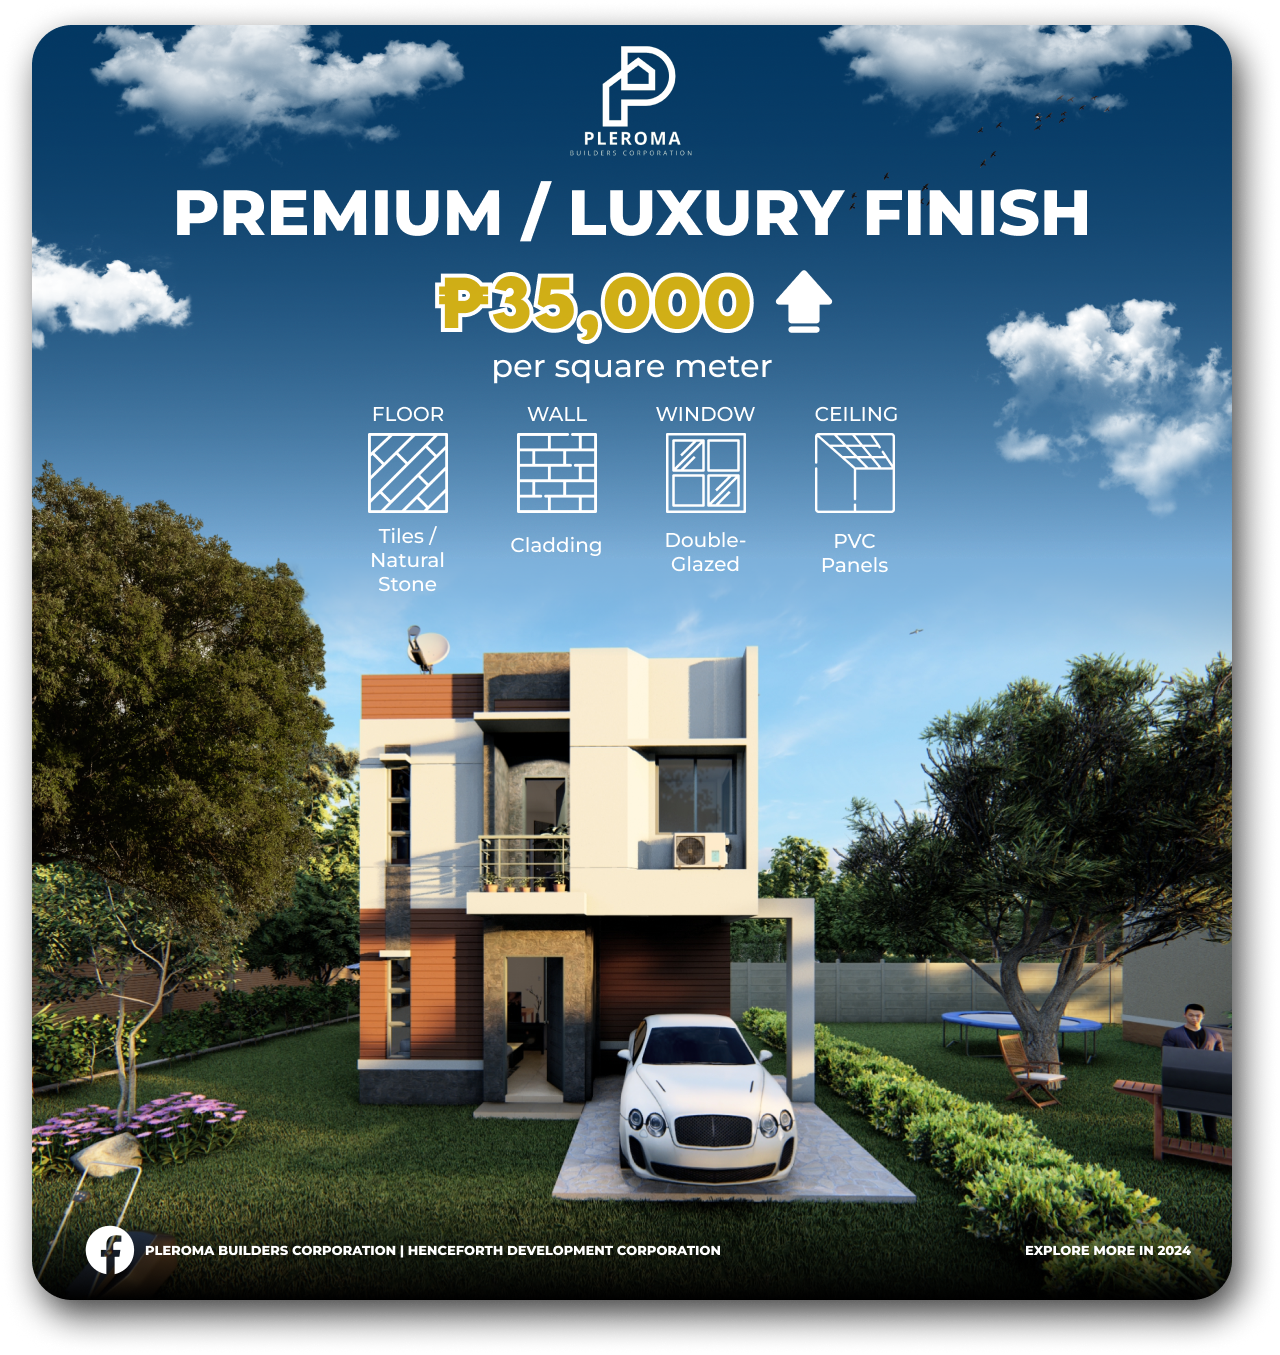 PLEROMA
BUILDERS CORPORATION
PREMIUM / LUXURY FINISH
₱35,000
per square meter
FLOOR
Tiles /
Natural
Stone
WALL
Cladding
WINDOW
Double-
Glazed
CEILING
PVC
Panels
PLEROMA BUILDERS CORPORATION | HENCEFORTH DEVELOPMENT CORPORATION
EXPLORE MORE IN 2024